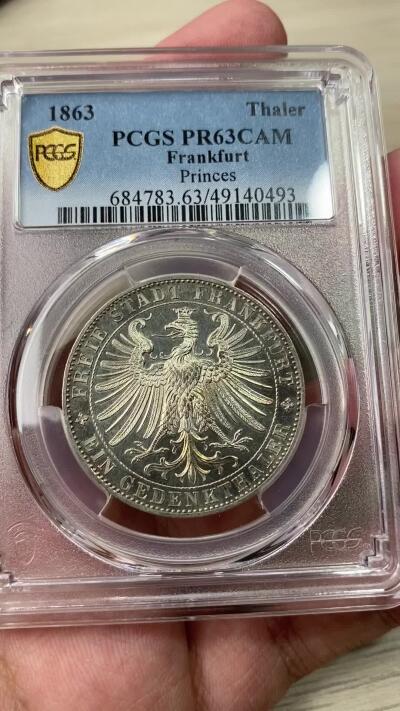 1863 Thaler
PCGS PR63CAM
Frankfurt
Princes
684783.63/49140493
PCGS
FREIE STADT FRANKFURT
EIN GEDENKTHALER
PCGS